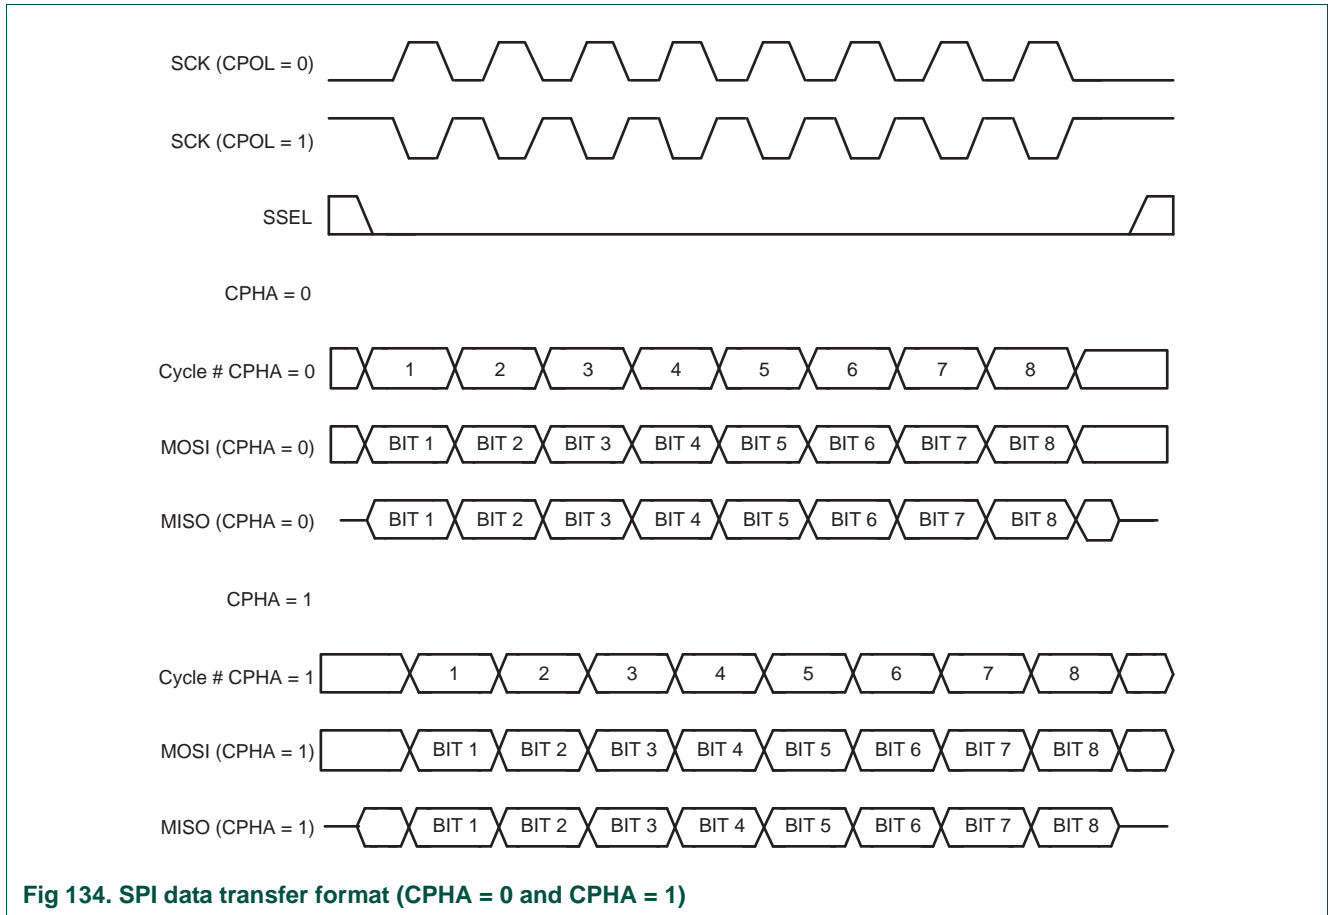 SCK (CPOL = 0)
SCK (CPOL = 1)
SSEL
CPHA = 0
Cycle # CPHA = 0 1 2 3 4 5 6 7 8
MOSI (CPHA = 0) BIT 1 BIT 2 BIT 3 BIT 4 BIT 5 BIT 6 BIT 7 BIT 8
MISO (CPHA = 0) BIT 1 BIT 2 BIT 3 BIT 4 BIT 5 BIT 6 BIT 7 BIT 8
CPHA = 1
Cycle # CPHA = 1 1 2 3 4 5 6 7 8
MOSI (CPHA = 1) BIT 1 BIT 2 BIT 3 BIT 4 BIT 5 BIT 6 BIT 7 BIT 8
MISO (CPHA = 1) BIT 1 BIT 2 BIT 3 BIT 4 BIT 5 BIT 6 BIT 7 BIT 8
Fig 134. SPI data transfer format (CPHA = 0 and CPHA = 1)